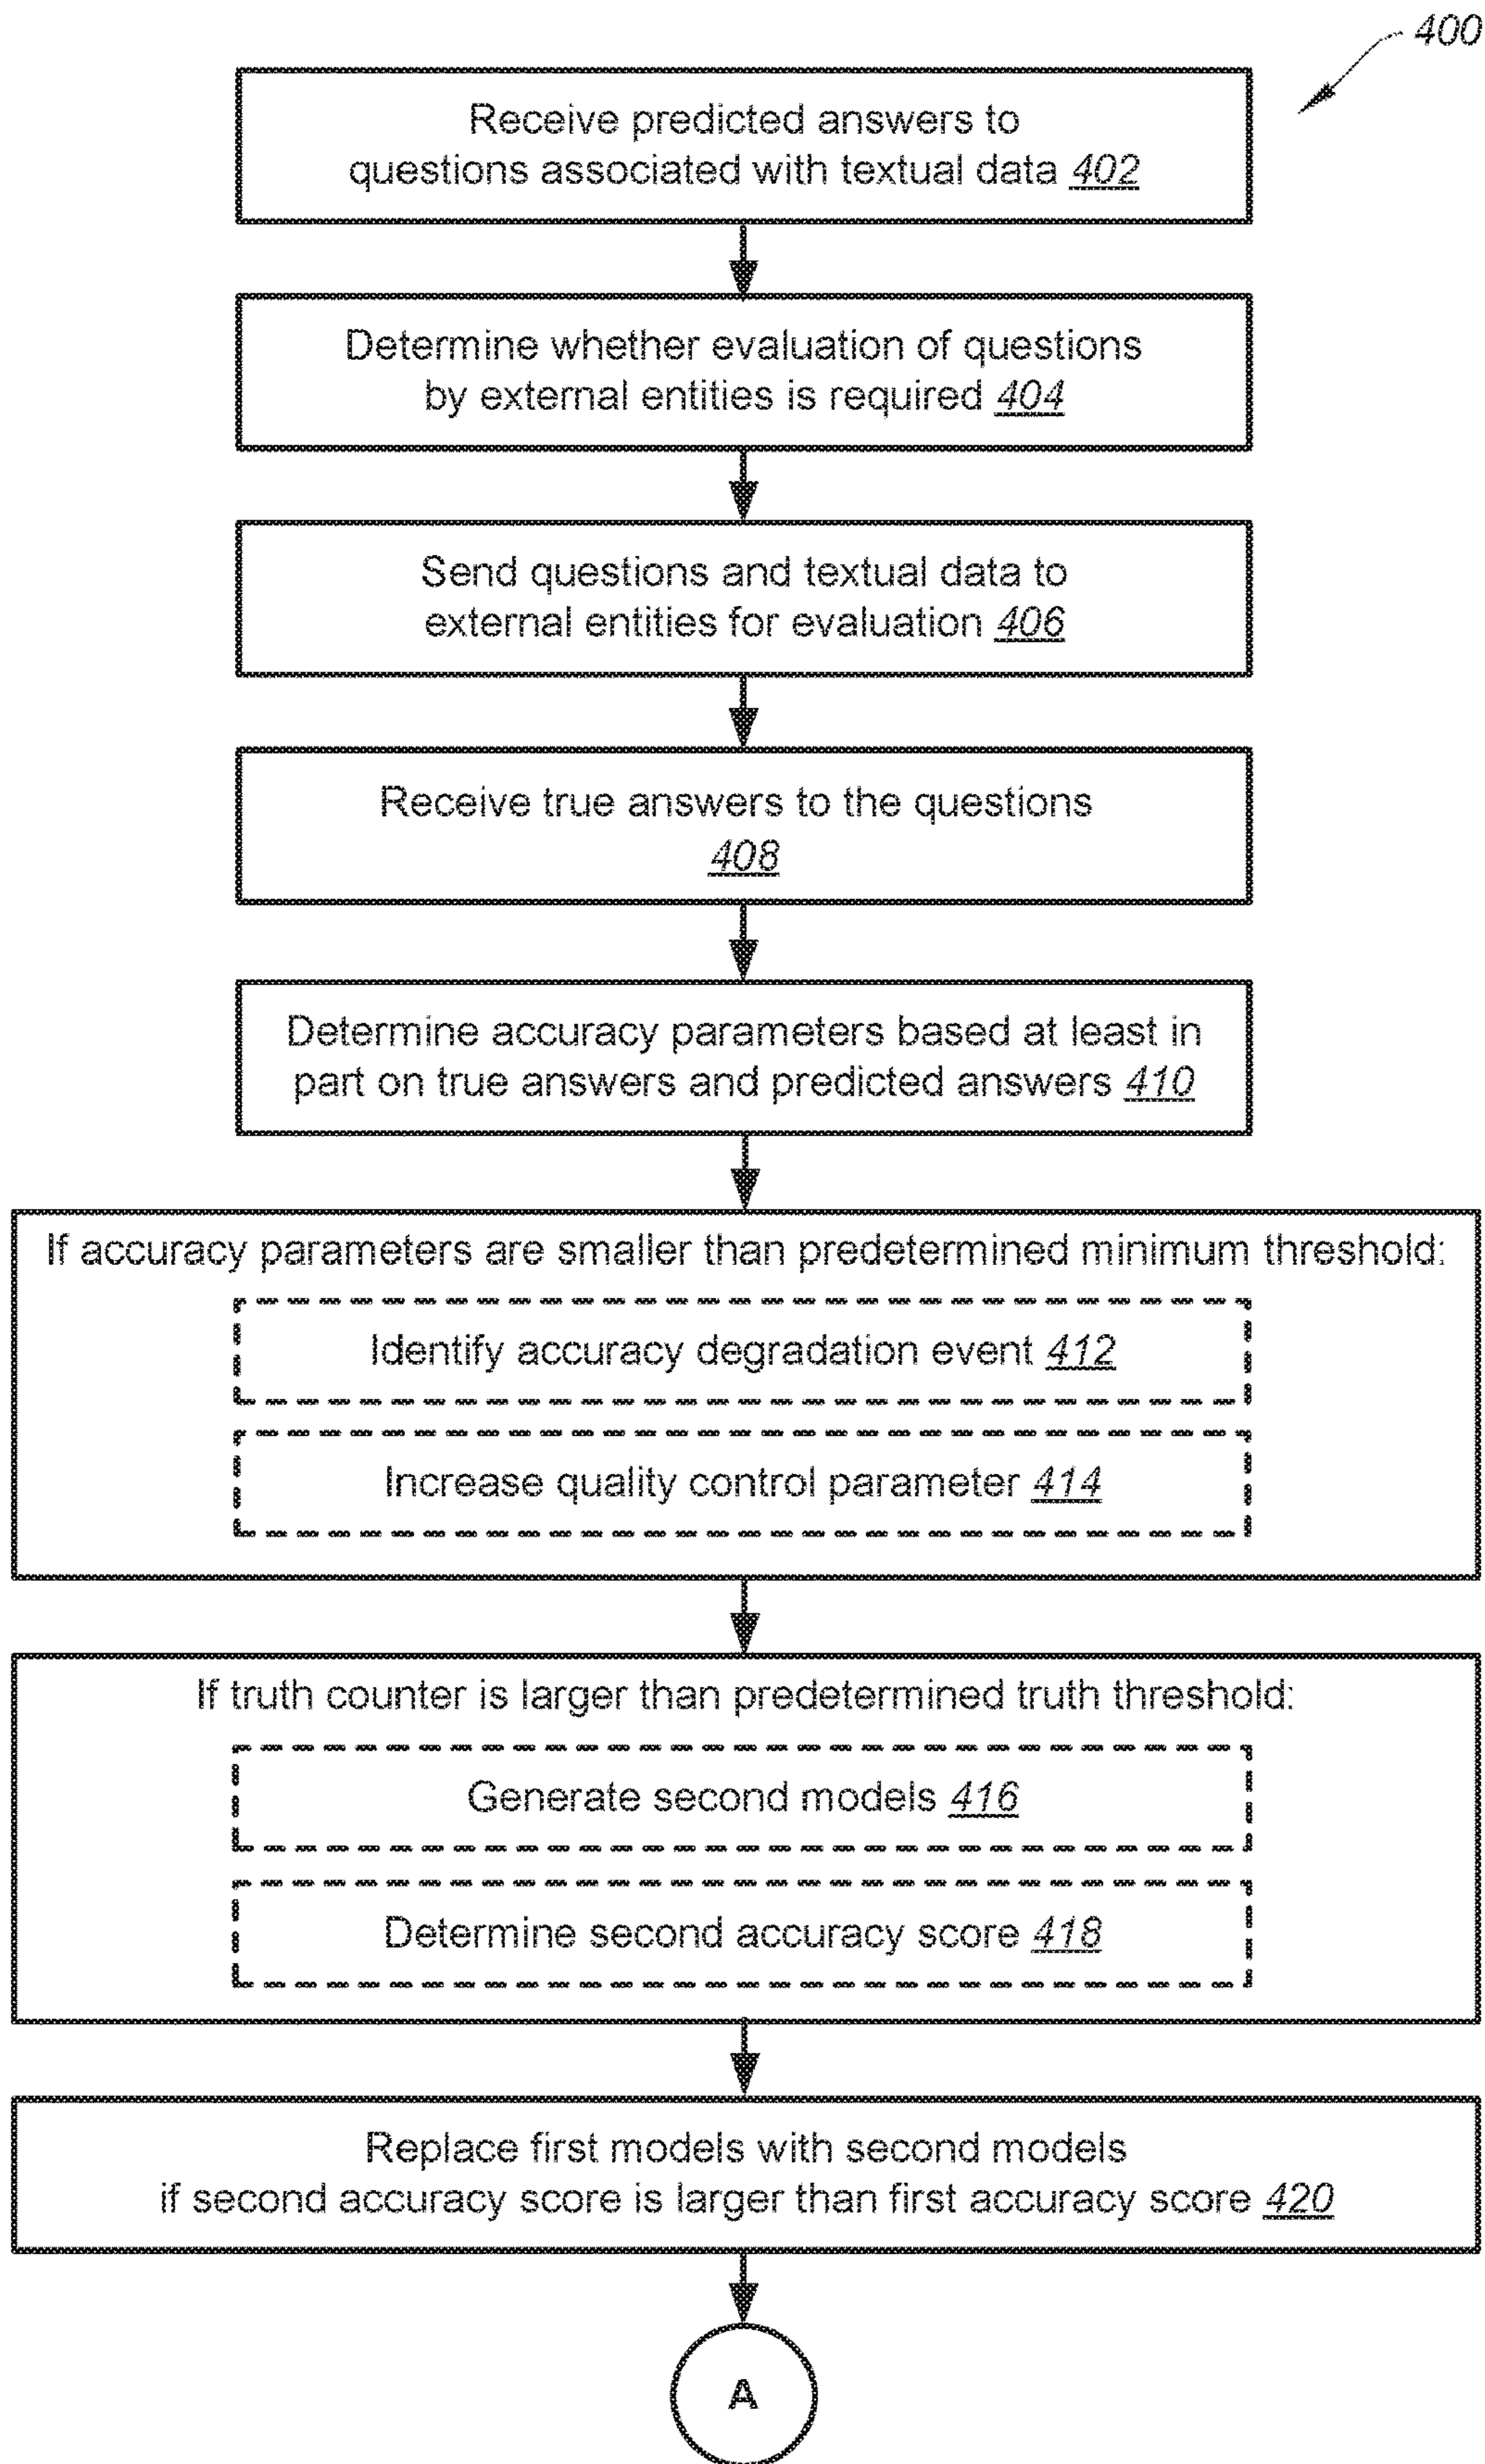 400
Receive predicted answers to
questions associated with textual data 402
Determine whether evaluation of questions
by external entities is required 404
Send questions and textual data to
external entities for evaluation 406
Receive true answers to the questions
408
Determine accuracy parameters based at least in
part on true answers and predicted answers 410
If accuracy parameters are smaller than predetermined minimum threshold:
Identify accuracy degradation event 412
Increase quality control parameter 414
If truth counter is larger than predetermined truth threshold:
Generate second models 416
Determine second accuracy score 418
Replace first models with second models
if second accuracy score is larger than first accuracy score 420
A